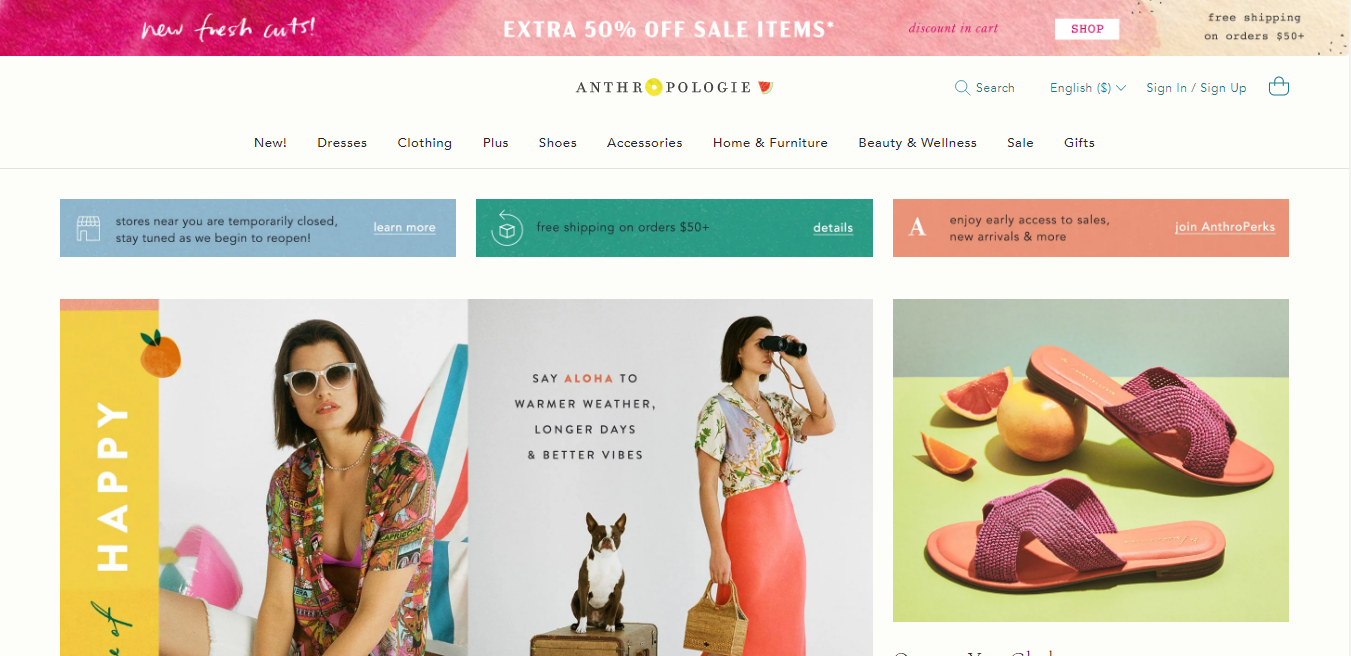 new fresh cuts!
EXTRA 50% OFF SALE ITEMS*
discount in cart
SHOP
free shipping
on orders $50+
ANTHROPOLOGIE
Search
English ($)
Sign In / Sign Up
New!
Dresses
Clothing
Plus
Shoes
Accessories
Home & Furniture
Beauty & Wellness
Sale
Gifts
stores near you are temporarily closed,
stay tuned as we begin to reopen!
learn more
free shipping on orders $50+
details
A
enjoy early access to sales,
new arrivals & more
join AnthroPerks
HAPPY
of
SAY ALOHA TO
WARMER WEATHER,
LONGER DAYS
& BETTER VIBES